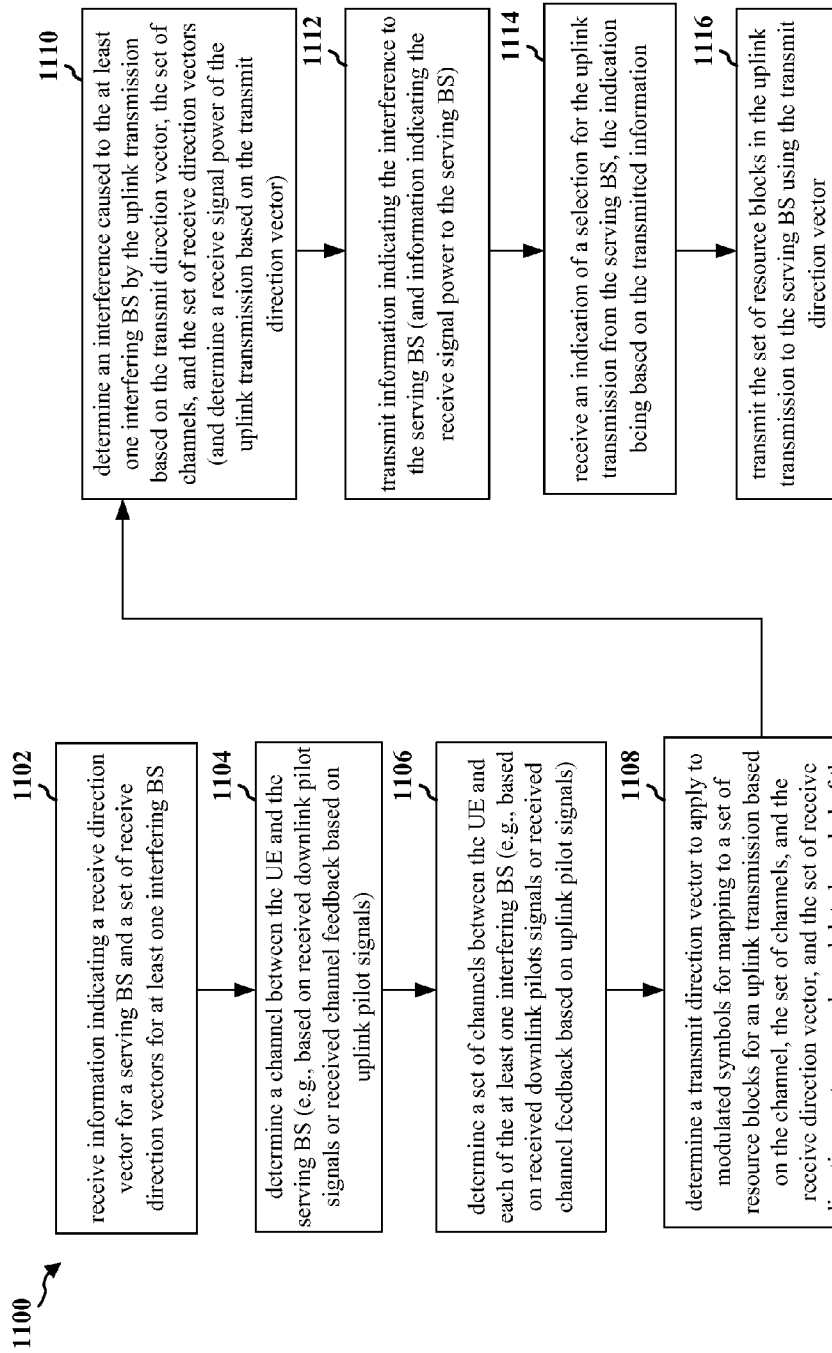 1100
1102
receive information indicating a receive direction
vector for a serving BS and a set of receive
direction vectors for at least one interfering BS
1104
determine a channel between the UE and the
serving BS (e.g., based on received downlink pilot
signals or received channel feedback based on
uplink pilot signals)
1106
determine a set of channels between the UE and
each of the at least one interfering BS (e.g., based
on received downlink pilots signals or received
channel feedback based on uplink pilot signals)
1108
determine a transmit direction vector to apply to
modulated symbols for mapping to a set of
resource blocks for an uplink transmission based
on the channel, the set of channels, and the
receive direction vector, and the set of receive
1110
determine an interference caused to the at least
one interfering BS by the uplink transmission
based on the transmit direction vector, the set of
channels, and the set of receive direction vectors
(and determine a receive signal power of the
uplink transmission based on the transmit
direction vector)
1112
transmit information indicating the interference to
the serving BS (and information indicating the
receive signal power to the serving BS)
1114
receive an indication of a selection for the uplink
transmission from the serving BS, the indication
being based on the transmitted information
1116
transmit the set of resource blocks in the uplink
transmission to the serving BS using the transmit
direction vector